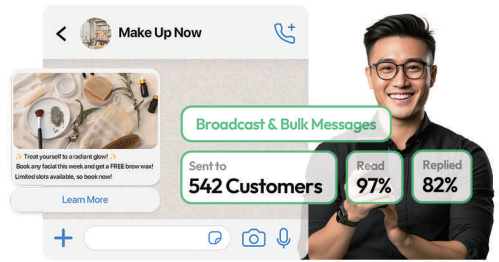 Make Up Now
✨ Treat yourself to a radiant glow! ✨
Book any facial this week and get a FREE brow wax!
Limited slots available, so book now!
Learn More
Broadcast & Bulk Messages
Sent to
542 Customers
Read
97%
Replied
82%